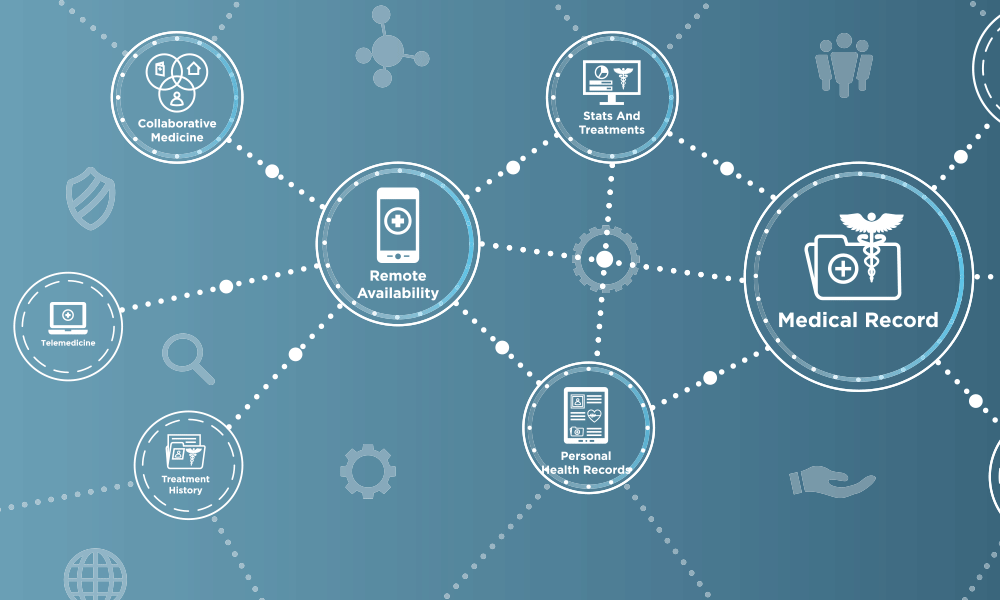 Collaborative
Medicine
Stats And
Treatments
Remote
Availability
Medical Record
Telemedicine
Personal
Health Records
Treatment
History